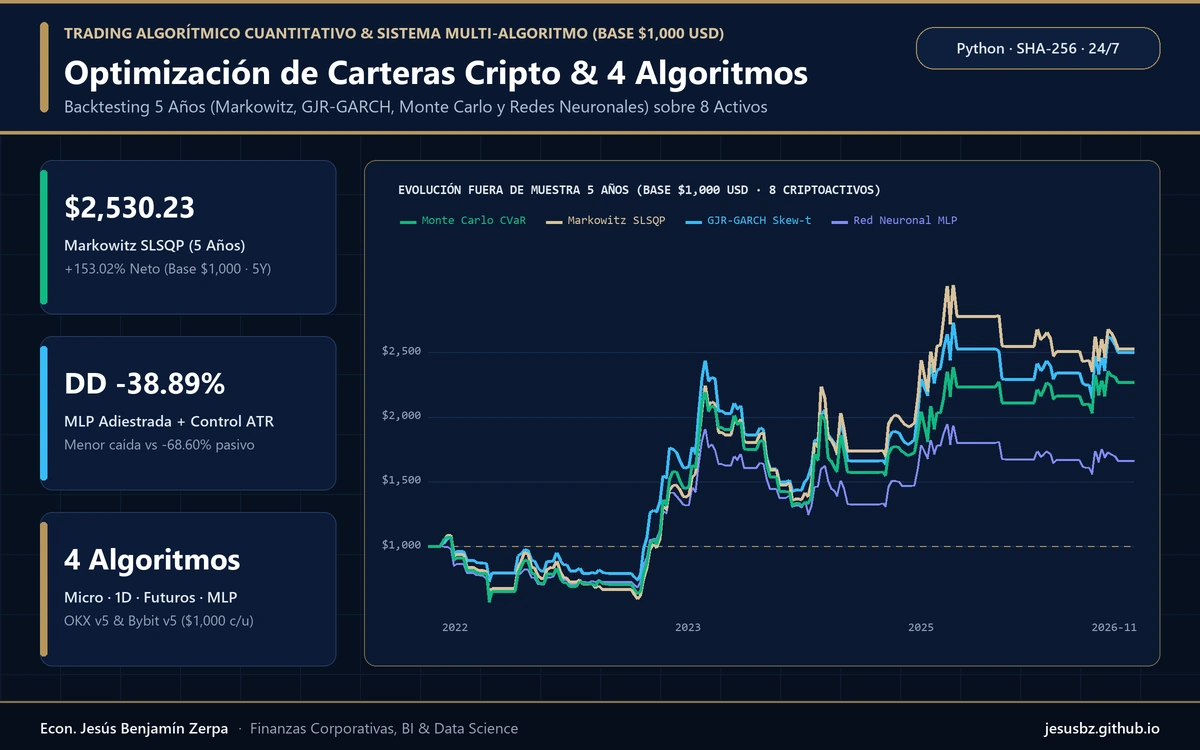 TRADING ALGORÍTMICO CUANTITATIVO & SISTEMA MULTI-ALGORITMO (BASE $1,000 USD)
Optimización de Carteras Cripto & 4 Algoritmos
Backtesting 5 Años (Markowitz, GJR-GARCH, Monte Carlo y Redes Neuronales) sobre 8 Activos
Python · SHA-256 · 24/7
$2,530.23
Markowitz SLSQP (5 Años)
+153.02% Neto (Base $1,000 · 5Y)
DD -38.89%
MLP Adiestrada + Control ATR
Menor caída vs -68.60% pasivo
4 Algoritmos
Micro · 1D · Futuros · MLP
OKX v5 & Bybit v5 ($1,000 c/u)
EVOLUCIÓN FUERA DE MUESTRA 5 AÑOS (BASE $1,000 USD · 8 CRIPTOACTIVOS)
Monte Carlo CVaR Markowitz SLSQP GJR-GARCH Skew-t Red Neuronal MLP
$2,500
$2,000
$1,500
$1,000
2022 2023 2025 2026-11
Econ. Jesús Benjamín Zerpa · Finanzas Corporativas, BI & Data Science
jesusbz.github.io